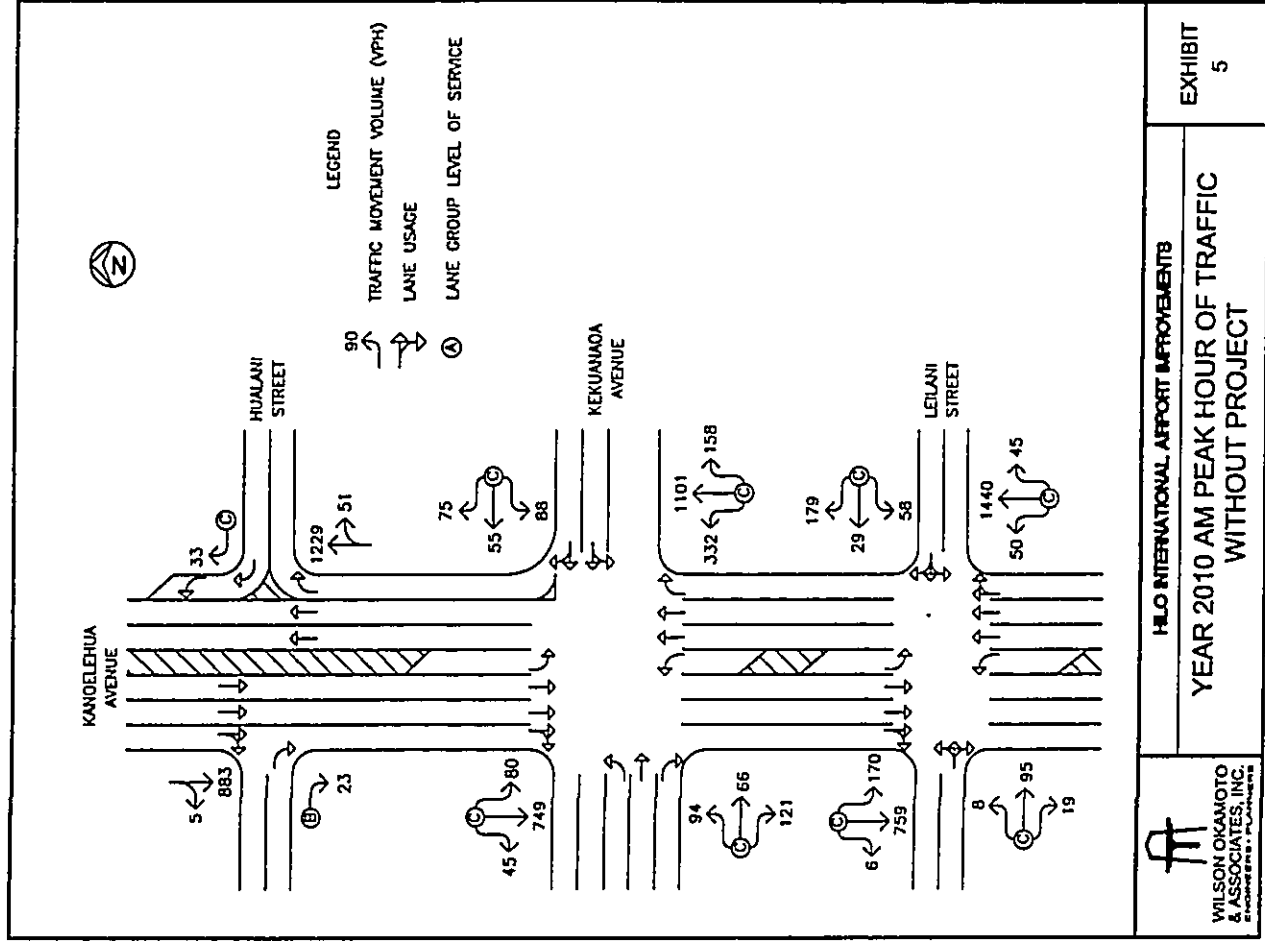 KANOELEHUA
AVENUE
N
LEGEND
90
TRAFFIC MOVEMENT VOLUME (VPH)
LANE USAGE
A
LANE GROUP LEVEL OF SERVICE
HUALANI
STREET
33
C
5
883
1229
51
B
23
75
55
C
88
KEKUANAOA
AVENUE
C
80
749
45
94
66
C
121
1101
158
332
C
179
29
C
58
LEILANI
STREET
C
170
759
6
8
95
C
19
1440
45
50
C
WILSON OKAMOTO
& ASSOCIATES, INC.
ENGINEERS • PLANNERS
HILO INTERNATIONAL AIRPORT IMPROVEMENTS
YEAR 2010 AM PEAK HOUR OF TRAFFIC
WITHOUT PROJECT
EXHIBIT
5